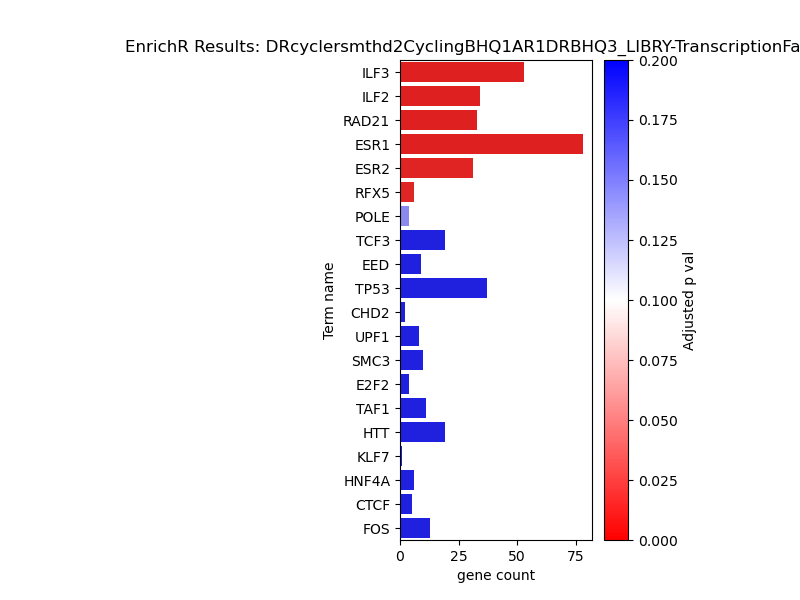 EnrichR Results: DRcyclersmthd2CyclingBHQ1AR1DRBHQ3_LIBRY-TranscriptionFa
ILF3
ILF2
RAD21
ESR1
ESR2
RFX5
POLE
TCF3
EED
TP53
CHD2
UPF1
SMC3
E2F2
TAF1
HTT
KLF7
HNF4A
CTCF
FOS
Term name
0 25 50 75
gene count
0.200
0.175
0.150
0.125
0.100
0.075
0.050
0.025
0.000
Adjusted p val